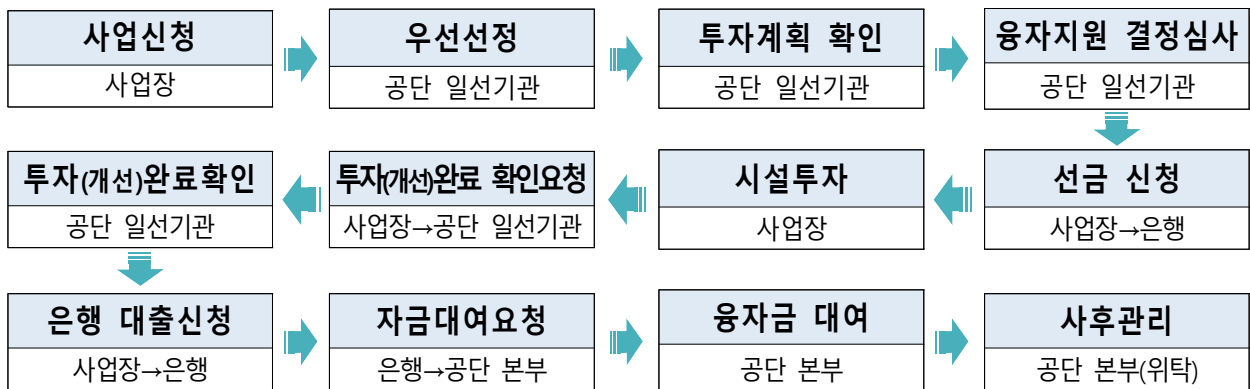 사업신청
사업장
우선선정
공단 일선기관
투자계획 확인
공단 일선기관
융자지원 결정심사
공단 일선기관
선금 신청
사업장→은행
시설투자
사업장
투자(개선)완료 확인요청
사업장→공단 일선기관
투자(개선)완료확인
공단 일선기관
은행 대출신청
사업장→은행
자금대여요청
은행→공단 본부
융자금 대여
공단 본부
사후관리
공단 본부(위탁)